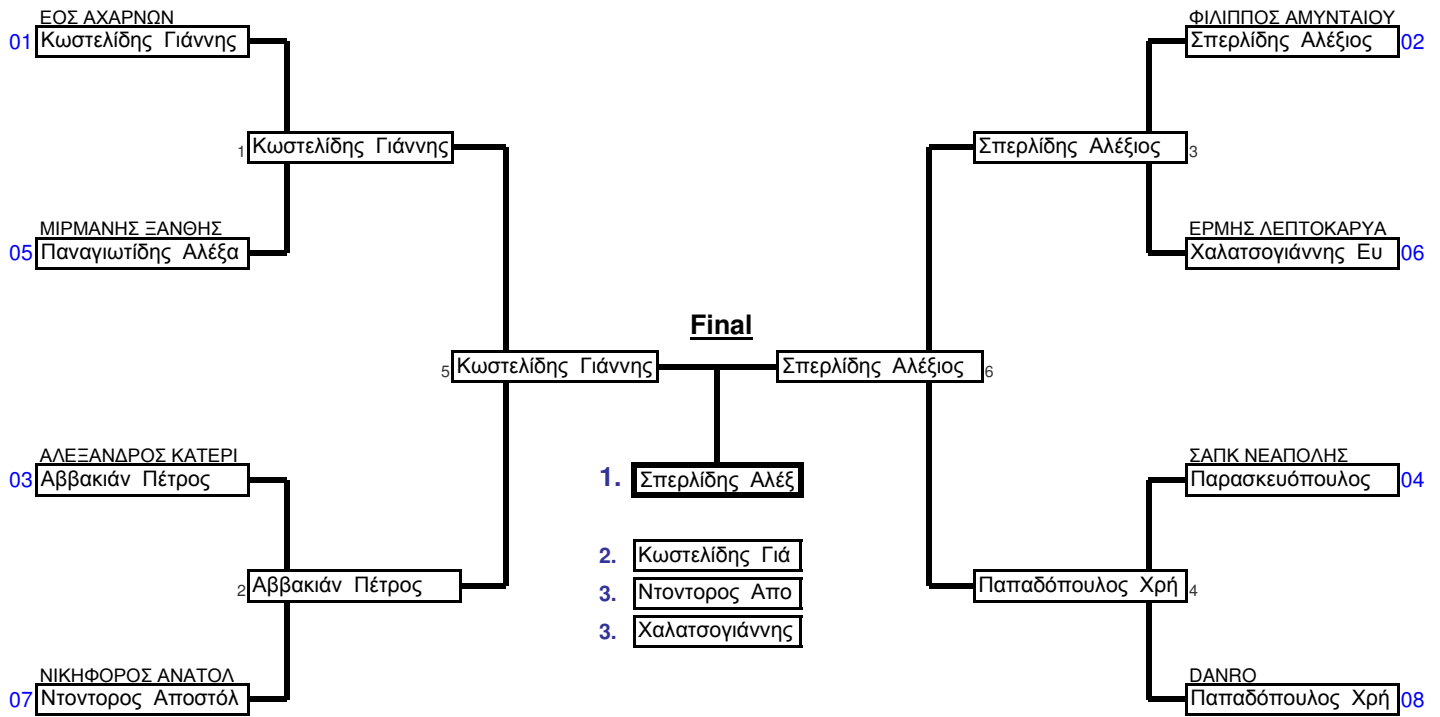 ΕΟΣ ΑΧΑΡΝΩΝ
ΦΙΛΙΠΠΟΣ ΑΜΥΝΤΑΙΟΥ
01 Κωστελίδης Γιάννης
Σπερλίδης Αλέξιος 02
1 Κωστελίδης Γιάννης
Σπερλίδης Αλέξιος 3
ΜΙΡΜΑΝΗΣ ΞΑΝΘΗΣ
ΕΡΜΗΣ ΛΕΠΤΟΚΑΡΥΑ
05 Παναγιωτίδης Αλέξα
Χαλατσογιάννης Ευ 06
Final
5 Κωστελίδης Γιάννης
Σπερλίδης Αλέξιος 6
ΑΛΕΞΑΝΔΡΟΣ ΚΑΤΕΡΙ
ΣΑΠΚ ΝΕΑΠΟΛΗΣ
03 Αββακιάν Πέτρος
1. Σπερλίδης Αλέξ
Παρασκευόπουλος 04
2. Κωστελίδης Γιά
2 Αββακιάν Πέτρος
3. Ντοντορος Απο
Παπαδόπουλος Χρή 4
3. Χαλατσογιάννης
ΝΙΚΗΦΟΡΟΣ ΑΝΑΤΟΛ
DANRO
07 Ντοντορος Αποστόλ
Παπαδόπουλος Χρή 08